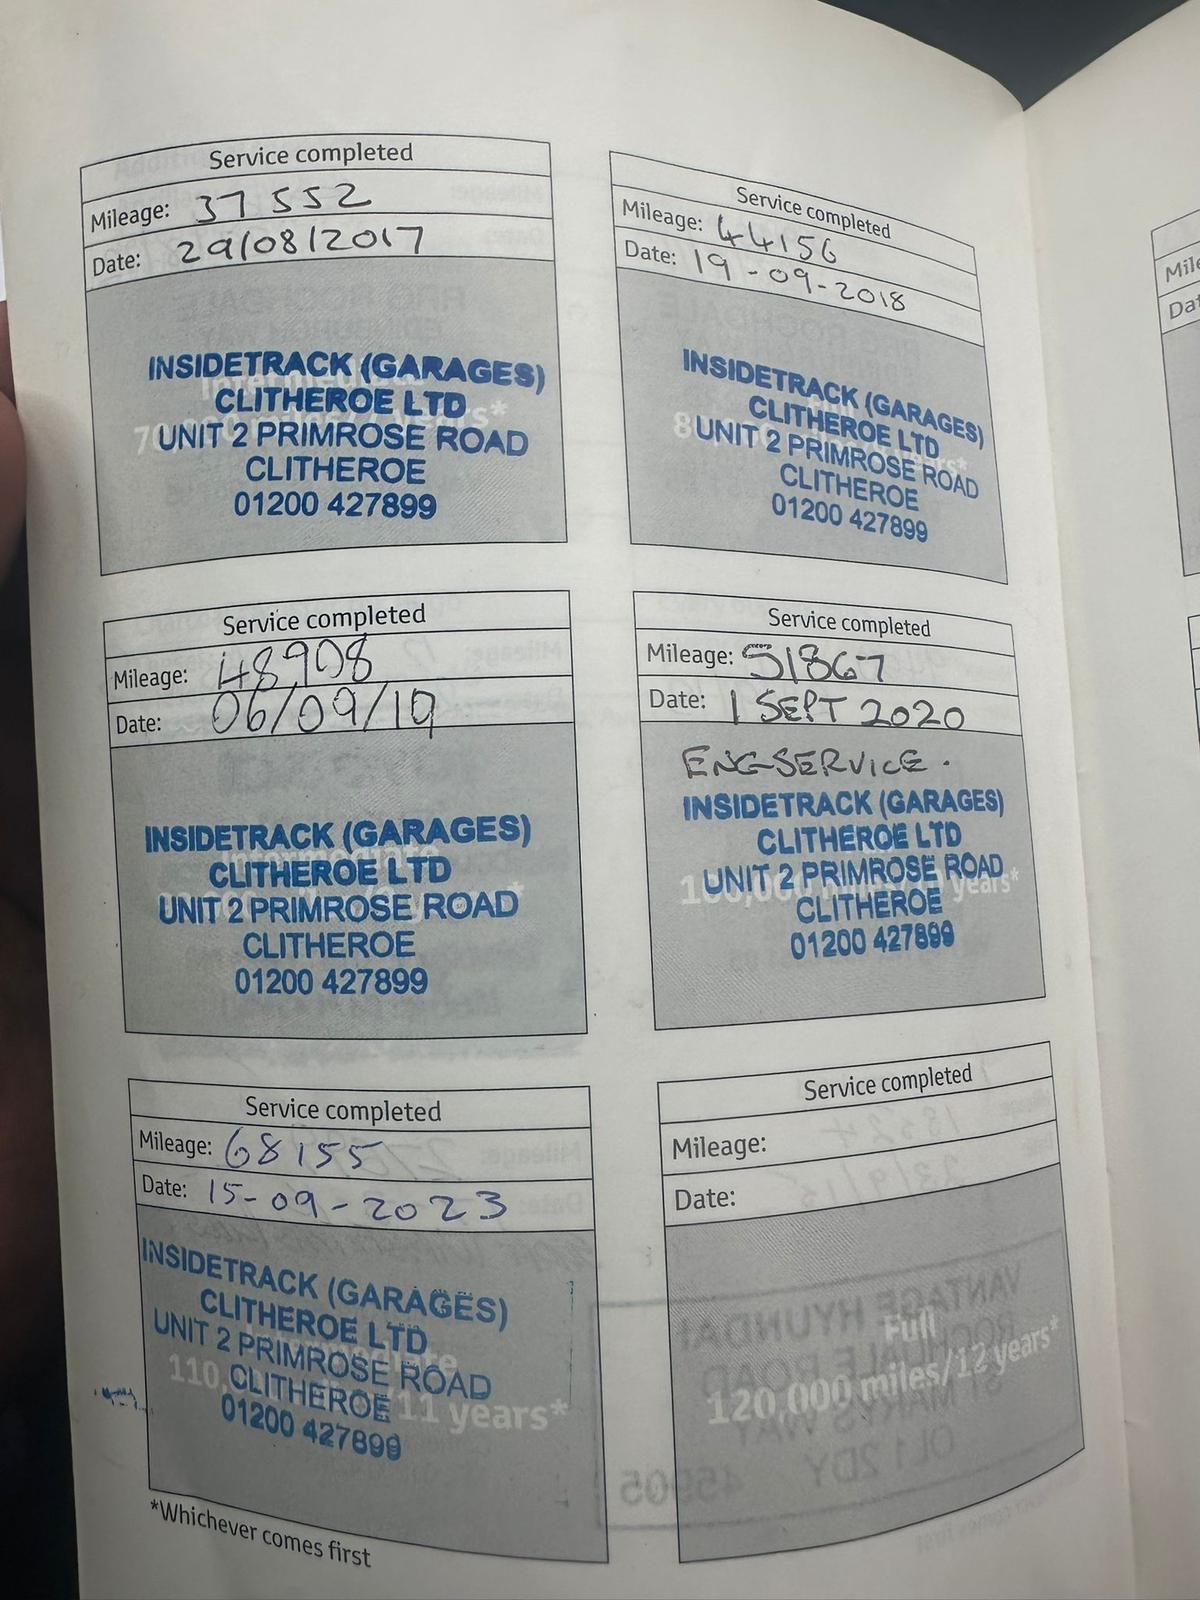 Service completed
Mileage: 37552
Date: 29/08/2017
INSIDETRACK (GARAGES)
CLITHEROE LTD
UNIT 2 PRIMROSE ROAD
CLITHEROE
01200 427899
Service completed
Mileage: 44156
Date: 19-09-2018
INSIDETRACK (GARAGES)
CLITHEROE LTD
UNIT 2 PRIMROSE ROAD
CLITHEROE
01200 427899
Service completed
Mileage: 48908
Date: 06/09/19
INSIDETRACK (GARAGES)
CLITHEROE LTD
UNIT 2 PRIMROSE ROAD
CLITHEROE
01200 427899
Service completed
Mileage: 51867
Date: 1 SEPT 2020
ENG-SERVICE.
INSIDETRACK (GARAGES)
CLITHEROE LTD
UNIT 2 PRIMROSE ROAD
CLITHEROE
01200 427899
Service completed
Mileage: 68155
Date: 15-09-2023
INSIDETRACK (GARAGES)
CLITHEROE LTD
UNIT 2 PRIMROSE ROAD
CLITHEROE
01200 427899
11 years*
Service completed
Mileage:
Date:
Full
120,000 miles/12 years*
*Whichever comes first